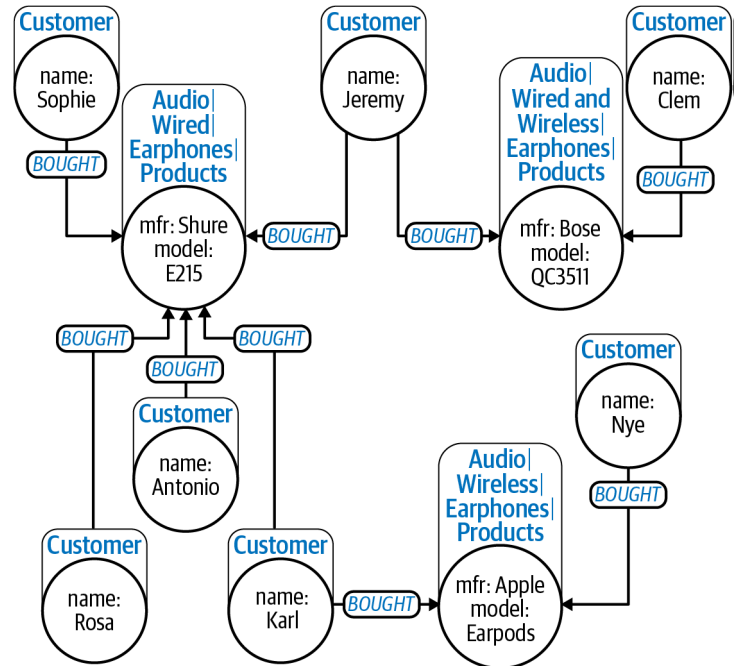 Customer
name:
Sophie
BOUGHT
Audio|
Wired|
Earphones|
Products
mfr: Shure
model:
E215
Customer
name:
Jeremy
BOUGHT
BOUGHT
Audio|
Wired and
Wireless|
Earphones|
Products
mfr: Bose
model:
QC3511
Customer
name:
Clem
BOUGHT
BOUGHT
BOUGHT
BOUGHT
Customer
name:
Antonio
Customer
name:
Rosa
Customer
name:
Karl
BOUGHT
Audio|
Wireless|
Earphones|
Products
mfr: Apple
model:
Earpods
Customer
name:
Nye
BOUGHT